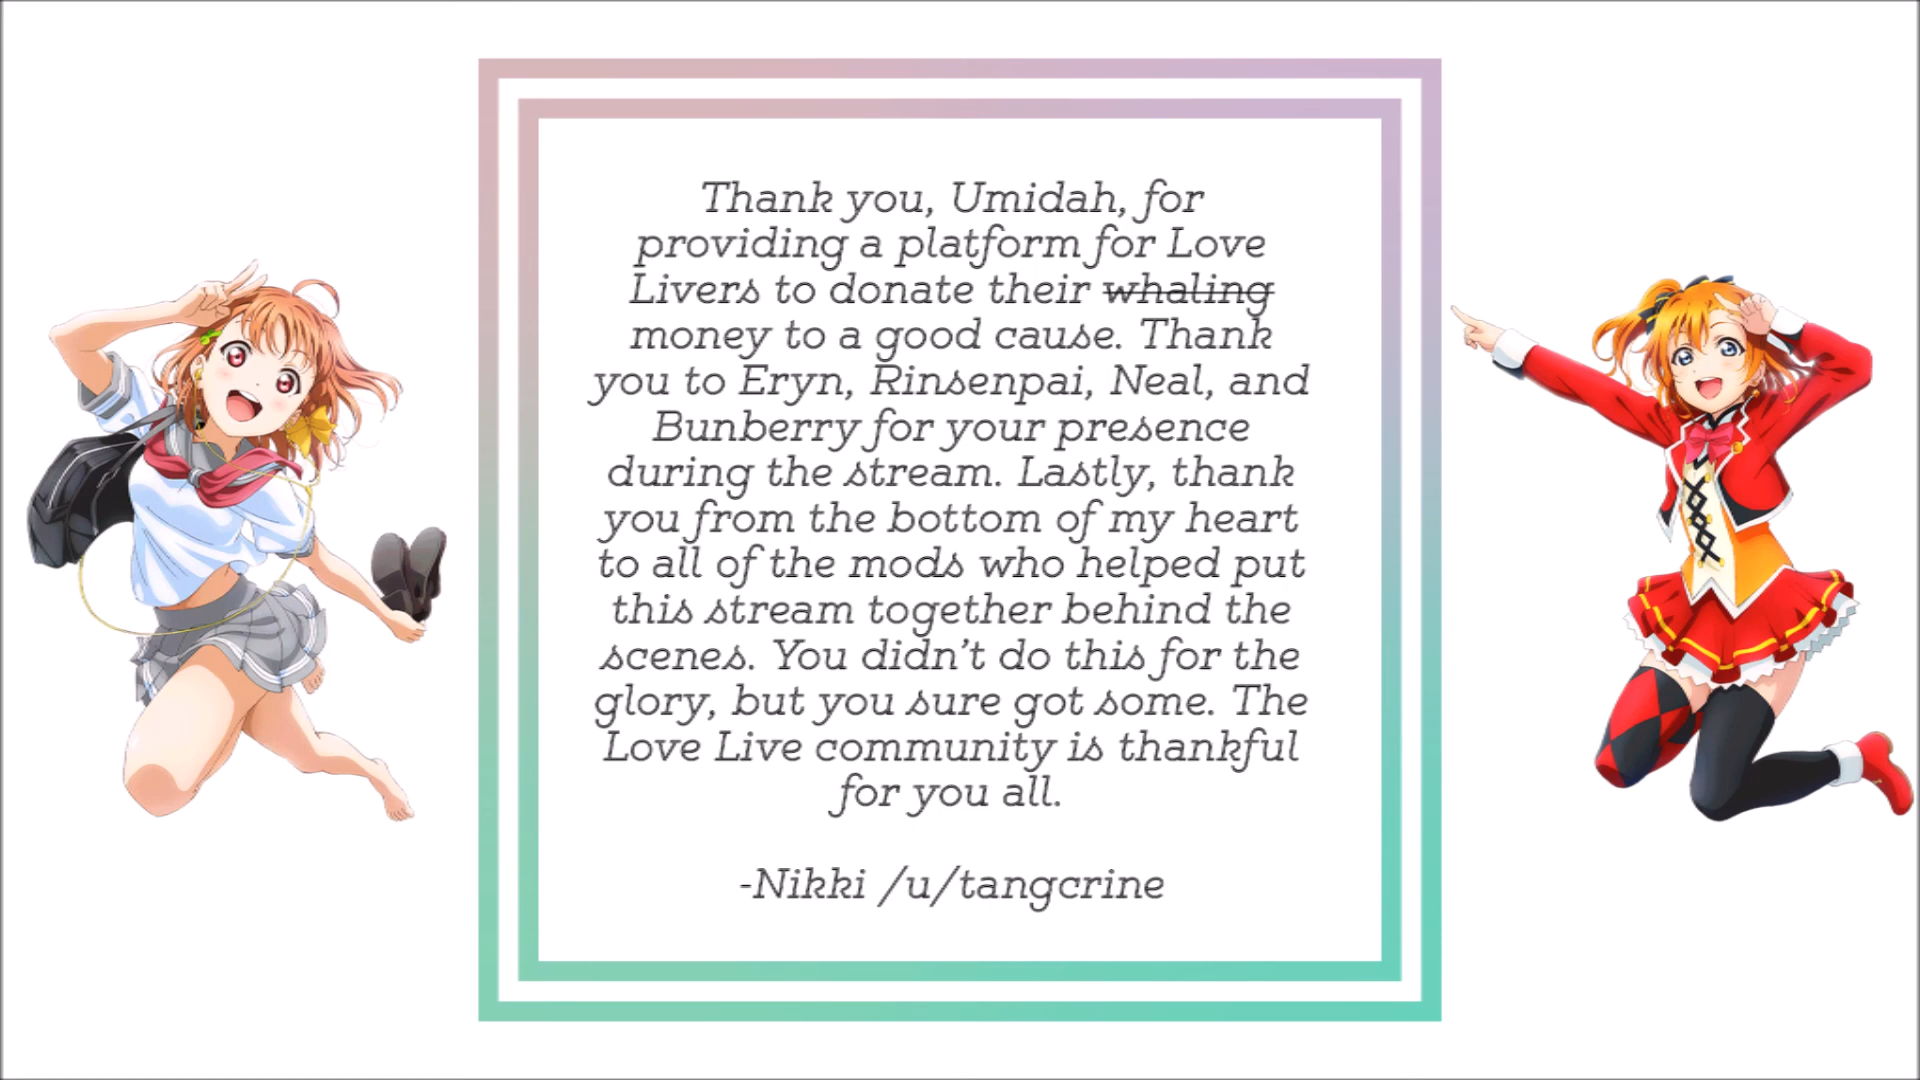 Thank you, Umidah, for
providing a platform for Love
Livers to donate their whaling
money to a good cause. Thank
you to Eryn, Rinsenpai, Neal, and
Bunberry for your presence
during the stream. Lastly, thank
you from the bottom of my heart
to all of the mods who helped put
this stream together behind the
scenes. You didn’t do this for the
glory, but you sure got some. The
Love Live community is thankful
for you all.
-Nikki /u/tangcrine